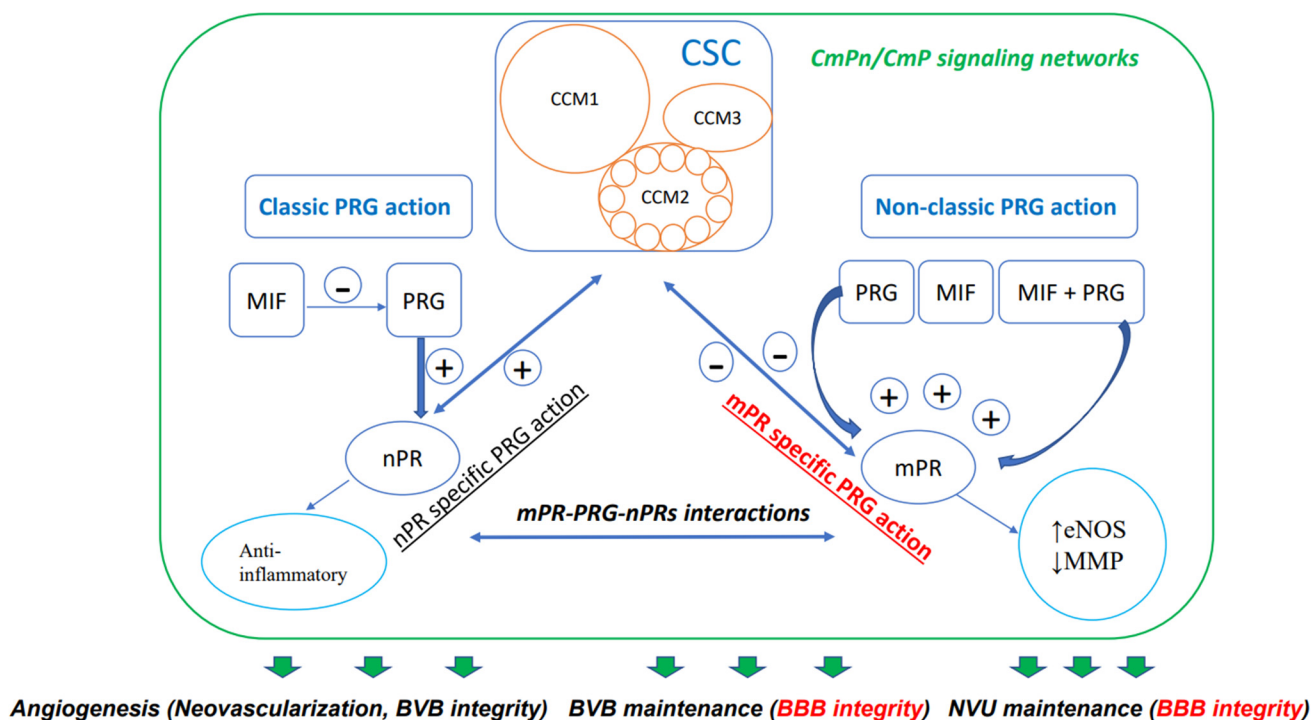 CSC
CmPn/CmP signaling networks
CCM1
CCM3
CCM2
Classic PRG action
Non-classic PRG action
MIF
-
PRG
PRG
MIF
MIF + PRG
+
+
-
-
+
+
+
nPR
nPR specific PRG action
mPR specific PRG action
mPR
mPR-PRG-nPRs interactions
Anti-
inflammatory
↑eNOS
↓MMP
Angiogenesis (Neovascularization, BVB integrity) BVB maintenance (BBB integrity) NVU maintenance (BBB integrity)